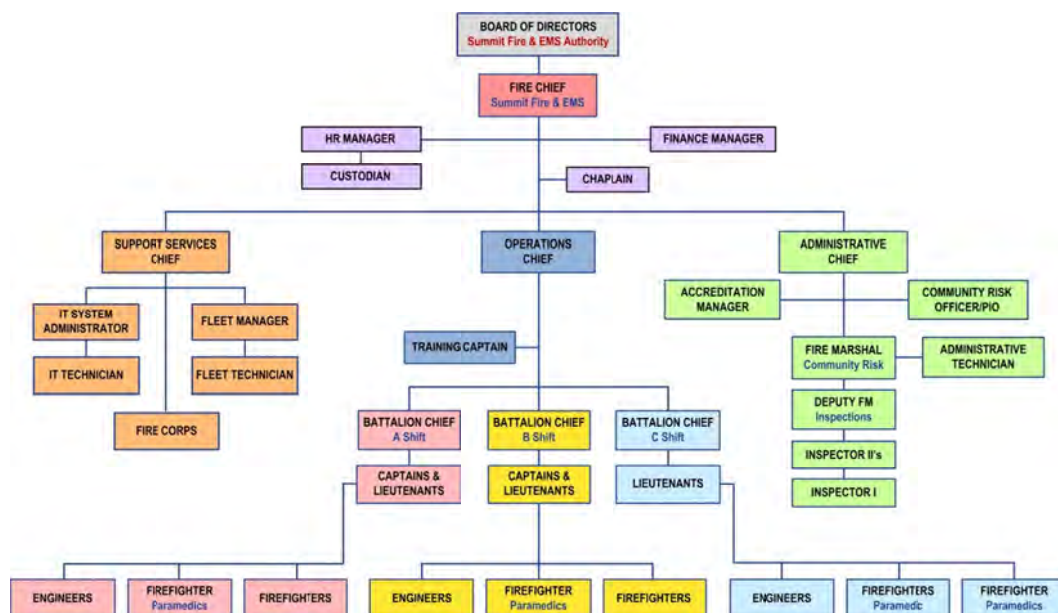 BOARD OF DIRECTORS
Summit Fire & EMS Authority
FIRE CHIEF
Summit Fire & EMS
HR MANAGER
FINANCE MANAGER
CUSTODIAN
CHAPLAIN
SUPPORT SERVICES
CHIEF
OPERATIONS
CHIEF
ADMINISTRATIVE
CHIEF
ACCREDITATION
MANAGER
COMMUNITY RISK
OFFICER/PIO
IT SYSTEM
ADMINISTRATOR
FLEET MANAGER
TRAINING CAPTAIN
FIRE MARSHAL
Community Risk
ADMINISTRATIVE
TECHNICIAN
IT TECHNICIAN
FLEET TECHNICIAN
DEPUTY FM
Inspections
FIRE CORPS
BATTALION CHIEF
A Shift
BATTALION CHIEF
B Shift
BATTALION CHIEF
C Shift
INSPECTOR II's
CAPTAINS &
LIEUTENANTS
CAPTAINS &
LIEUTENANTS
LIEUTENANTS
INSPECTOR I
ENGINEERS
FIREFIGHTER
Paramedics
FIREFIGHTERS
ENGINEERS
FIREFIGHTER
Paramedics
FIREFIGHTERS
ENGINEERS
FIREFIGHTERS
Paramedic
FIREFIGHTER
Paramedics